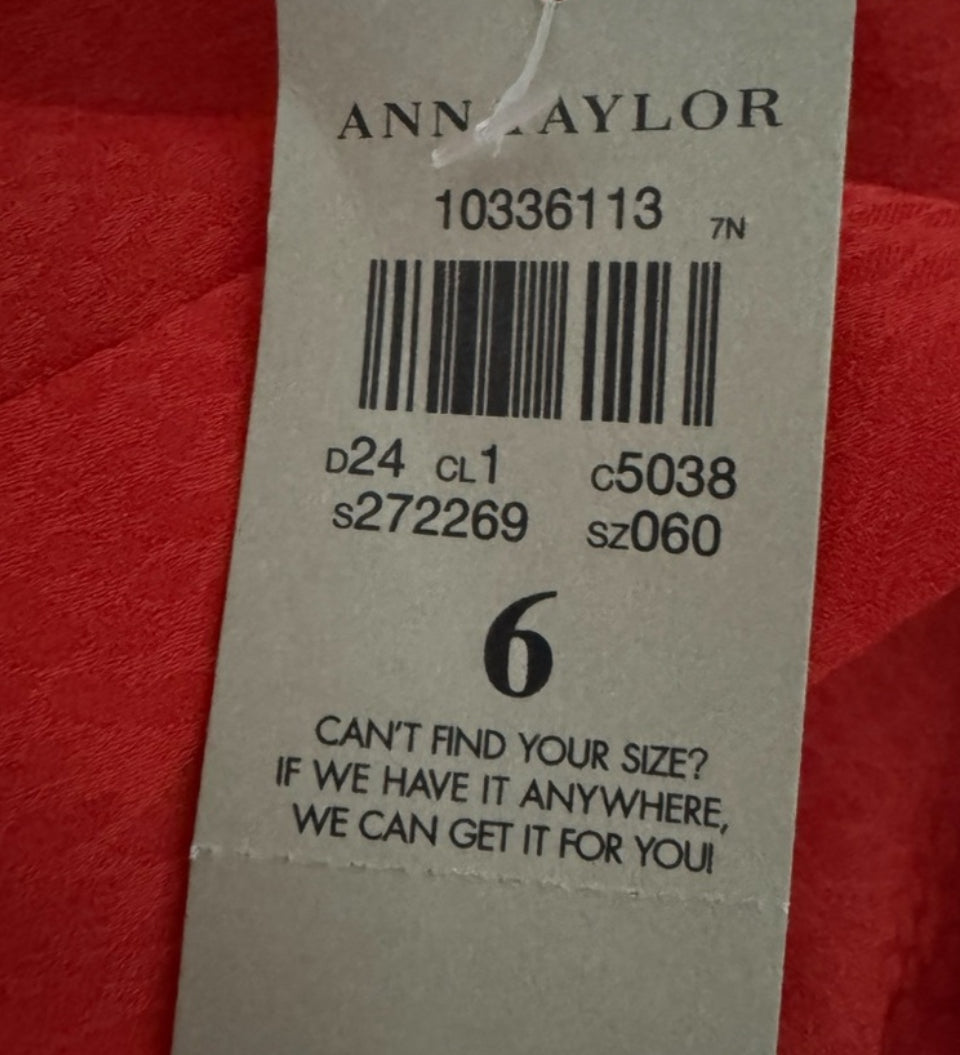 ANN TAYLOR
10336113 7N
D24 CL1 C5038
S272269 SZ060
6
CAN'T FIND YOUR SIZE?
IF WE HAVE IT ANYWHERE,
WE CAN GET IT FOR YOU!